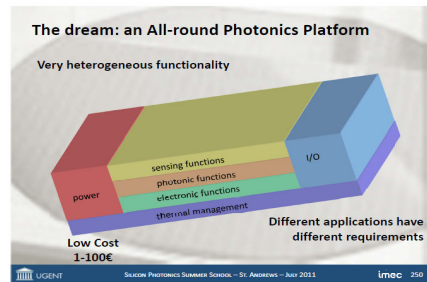 The dream: an All-round Photonics Platform
Very heterogeneous functionality
sensing functions
photonic functions
electronic functions
thermal management
power
I/O
Low Cost
1-100€
Different applications have
different requirements
UGENT
SILICON PHOTONICS SUMMER SCHOOL – ST. ANDREWS – JULY 2011
imec 250